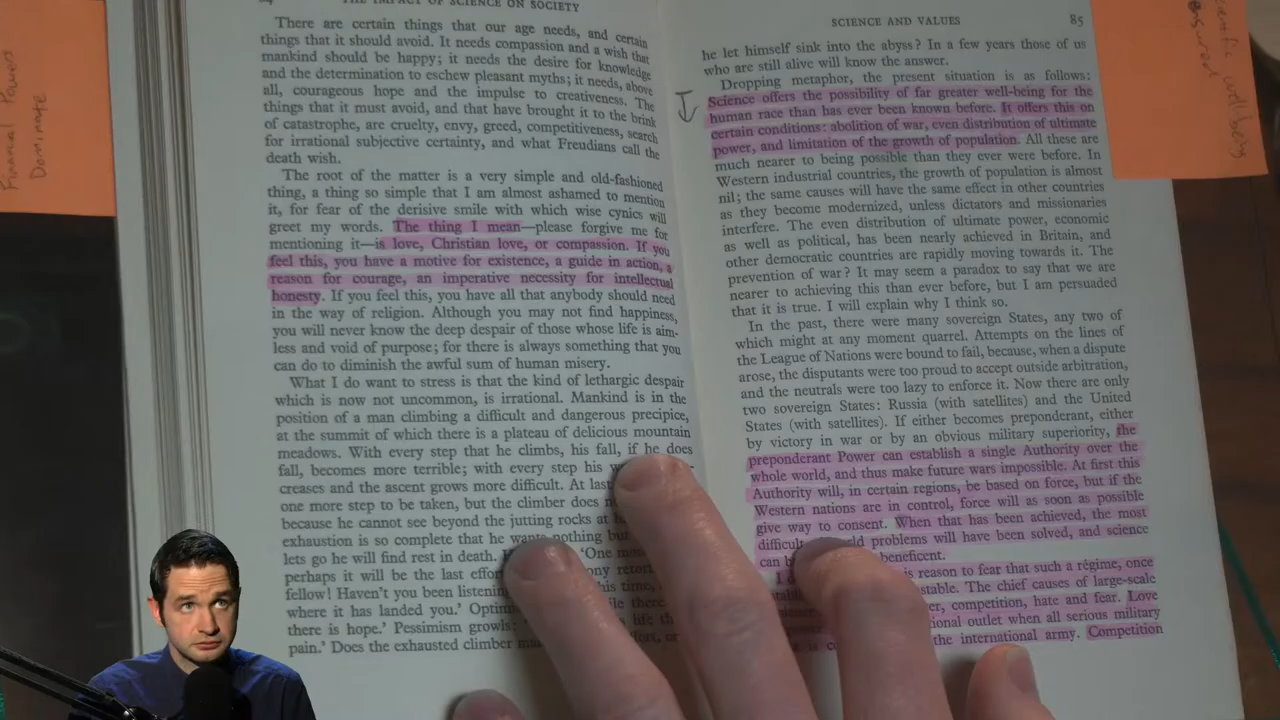 THE IMPACT OF SCIENCE ON SOCIETY
There are certain things that our age needs, and certain
things that it should avoid. It needs compassion and a wish that
mankind should be happy; it needs the desire for knowledge
and the determination to eschew pleasant myths; it needs, above
all, courageous hope and the impulse to creativeness. The
things that it must avoid, and that have brought it to the brink
of catastrophe, are cruelty, envy, greed, competitiveness, search
for irrational subjective certainty, and what Freudians call the
death wish.
The root of the matter is a very simple and old-fashioned
thing, a thing so simple that I am almost ashamed to mention
it, for fear of the derisive smile with which wise cynics will
greet my words. The thing I mean—please forgive me for
mentioning it—is love, Christian love, or compassion. If you
feel this, you have a motive for existence, a guide in action, a
reason for courage, an imperative necessity for intellectual
honesty. If you feel this, you have all that anybody should need
in the way of religion. Although you may not find happiness,
you will never know the deep despair of those whose life is aim-
less and void of purpose; for there is always something that you
can do to diminish the awful sum of human misery.
What I do want to stress is that the kind of lethargic despair
which is now not uncommon, is irrational. Mankind is in the
position of a man climbing a difficult and dangerous precipice,
at the summit of which there is a plateau of delicious mountain
meadows. With every step that he climbs, his fall, if he does
fall, becomes more terrible; with every step his
creases and the ascent grows more difficult. At last
one more step to be taken, but the climber does
because he cannot see beyond the jutting rocks at
exhaustion is so complete that he wants nothing but
lets go he will find rest in death. 'One
perhaps it will be the last
fellow! Haven't you been listening his time,
where it has landed you.' while there
there is hope.' Pessimism growls:
pain.' Does the exhausted climber
SCIENCE AND VALUES 85
he let himself sink into the abyss? In a few years those of us
who are still alive will know the answer.
Dropping metaphor, the present situation is as follows:
Science offers the possibility of far greater well-being for the
human race than has ever been known before. It offers this on
certain conditions: abolition of war, even distribution of ultimate
power, and limitation of the growth of population. All these are
much nearer to being possible than they ever were before. In
Western industrial countries, the growth of population is almost
nil; the same causes will have the same effect in other countries
as they become modernized, unless dictators and missionaries
interfere. The even distribution of ultimate power, economic
as well as political, has been nearly achieved in Britain, and
other democratic countries are rapidly moving towards it. The
prevention of war? It may seem a paradox to say that we are
nearer to achieving this than ever before, but I am persuaded
that it is true. I will explain why I think so.
In the past, there were many sovereign States, any two of
which might at any moment quarrel. Attempts on the lines of
the League of Nations were bound to fail, because, when a dispute
arose, the disputants were too proud to accept outside arbitration,
and the neutrals were too lazy to enforce it. Now there are only
two sovereign States: Russia (with satellites) and the United
States (with satellites). If either becomes preponderant, either
by victory in war or by an obvious military superiority, the
preponderant Power can establish a single Authority over the
whole world, and thus make future wars impossible. At first this
Authority will, in certain regions, be based on force, but if the
Western nations are in control, force will as soon as possible
give way to consent. When that has been achieved, the most
difficult problems will have been solved, and science
can beneficent.
I is reason to fear that such a régime, once
stable. The chief causes of large-scale
competition, hate and fear. Love
outlet when all serious military
the international army. Competition
Financial Powers
Dominate
wellbeing